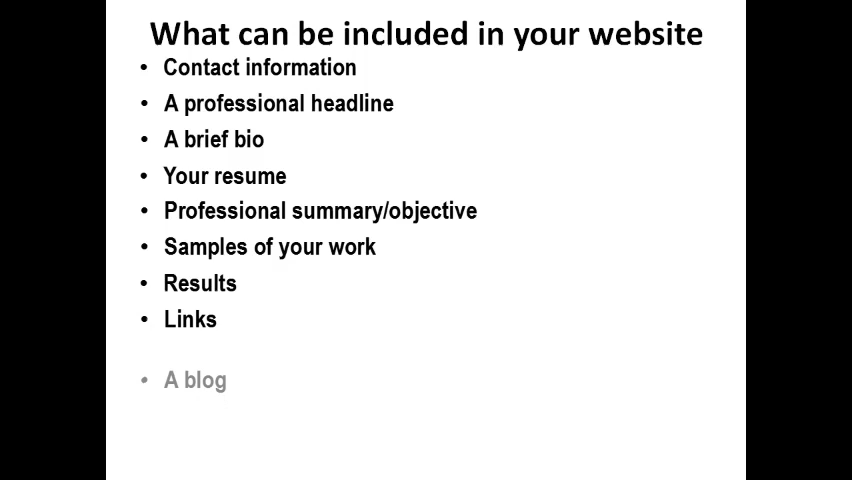 What can be included in your website
• Contact information
• A professional headline
• A brief bio
• Your resume
• Professional summary/objective
• Samples of your work
• Results
• Links
• A blog